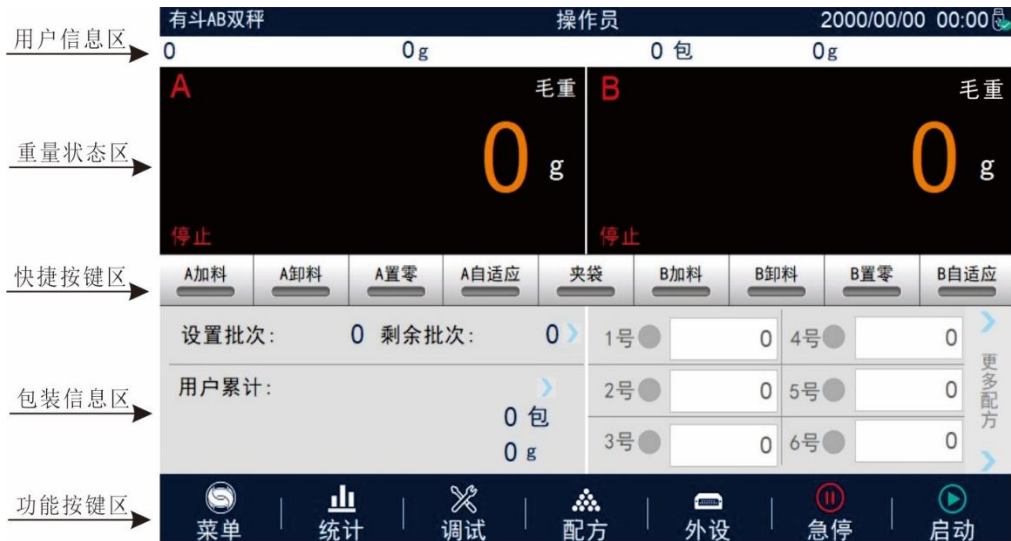 有斗AB双秤 操作员 2000/00/00 00:00
用户信息区
0 0g 0 包 0g
A 毛重 B 毛重
重量状态区
0 g 0 g
停止 停止
快捷按键区
A加料 A卸料 A置零 A自适应 夹袋 B加料 B卸料 B置零 B自适应
设置批次: 0 剩余批次: 0
1号 0 4号 0
用户累计:
包装信息区
0 包
0 g
2号 0 5号 0
3号 0 6号 0
更多配方
功能按键区
菜单 统计 调试 配方 外设 急停 启动